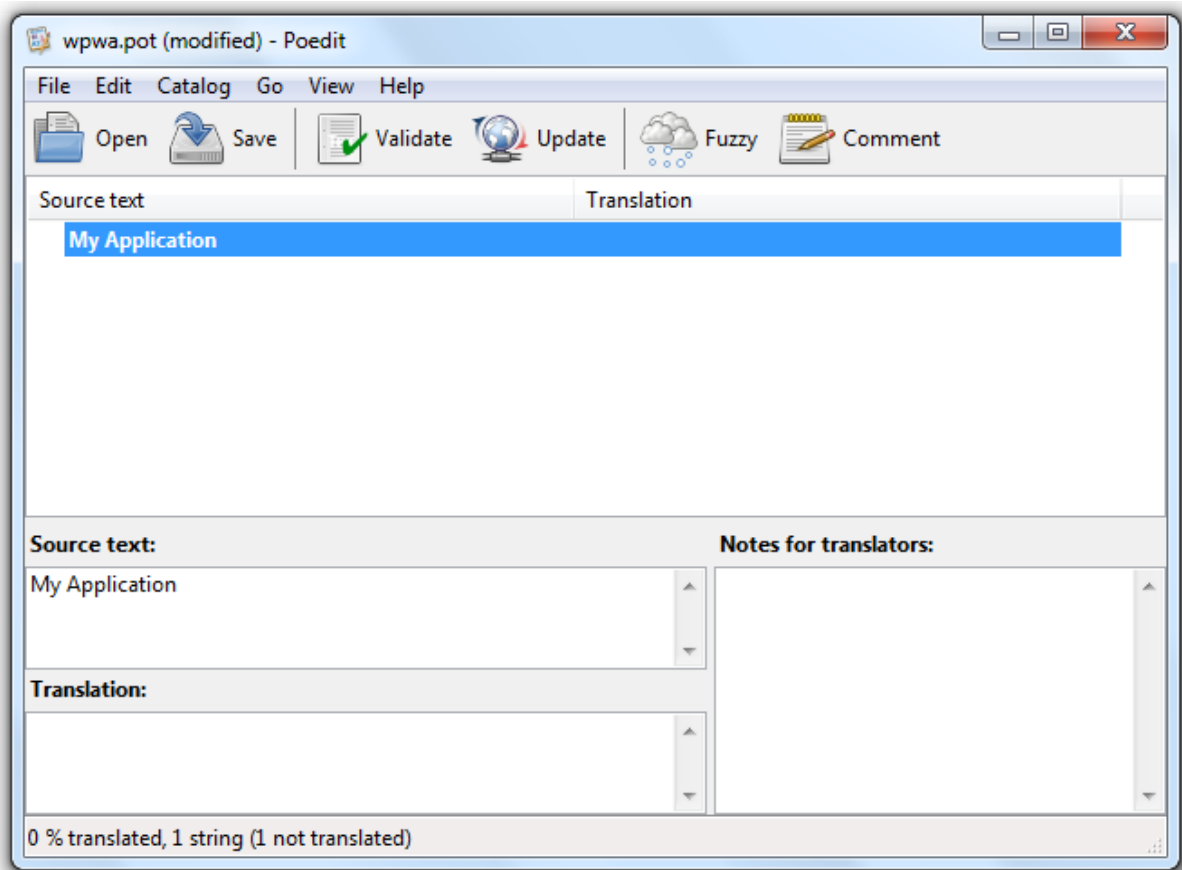 wpwa.pot (modified) - Poedit
File Edit Catalog Go View Help
Open Save Validate Update Fuzzy Comment
Source text Translation
My Application
Source text: Notes for translators:
My Application
Translation:
0 % translated, 1 string (1 not translated)